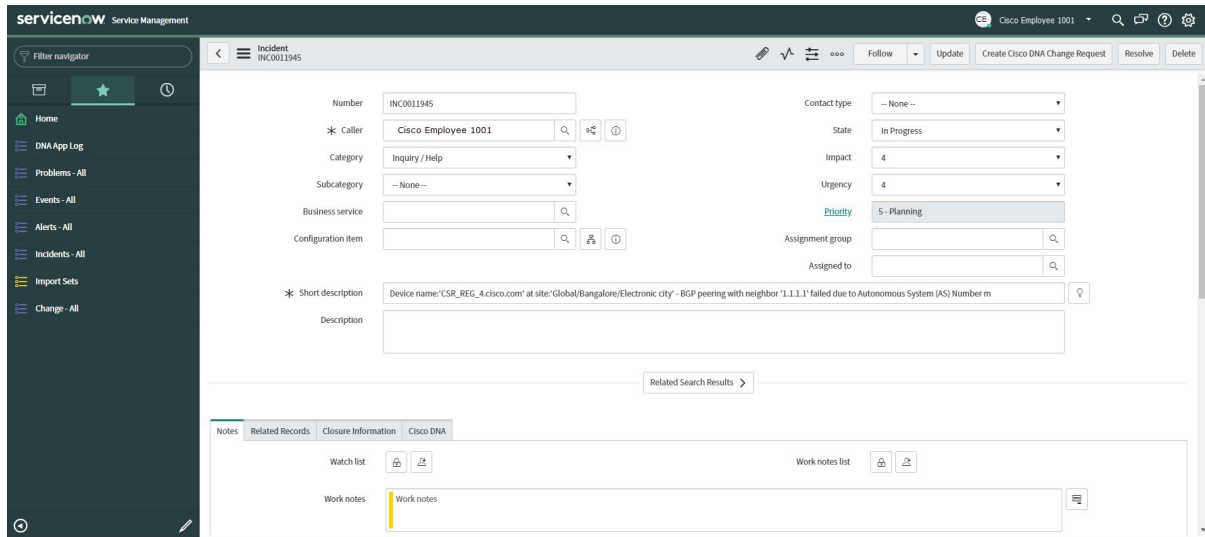 servicenow Service Management
CE Cisco Employee 1001
Filter navigator
Home
DNA App Log
Problems - All
Events - All
Alerts - All
Incidents - All
Import Sets
Change - All
Incident
INC0011945
Follow
Update
Create Cisco DNA Change Request
Resolve
Delete
Number
INC0011945
Caller
Cisco Employee 1001
Category
Inquiry / Help
Subcategory
-- None --
Business service
Configuration item
Contact type
-- None --
State
In Progress
Impact
4
Urgency
4
Priority
5 - Planning
Assignment group
Assigned to
Short description
Device name:'CSR_REG_4.cisco.com' at site:'Global/Bangalore/Electronic city' - BGP peering with neighbor '1.1.1.1' failed due to Autonomous System (AS) Number m
Description
Related Search Results
Notes
Related Records
Closure Information
Cisco DNA
Watch list
Work notes list
Work notes
Work notes